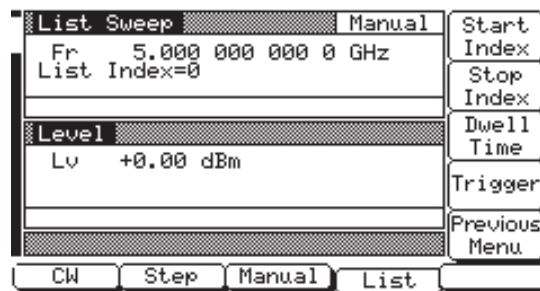 List Sweep Manual
Fr 5.000 000 000 0 GHz
List Index=0
Level
Lv +0.00 dBm
Start
Index
Stop
Index
Dwell
Time
Trigger
Previous
Menu
CW Step Manual List